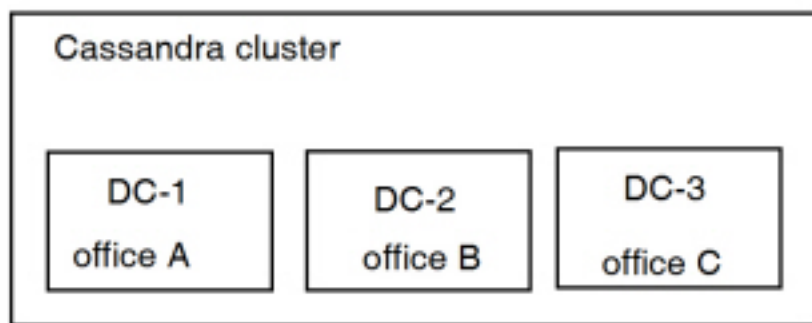 Cassandra cluster
DC-1
office A
DC-2
office B
DC-3
office C